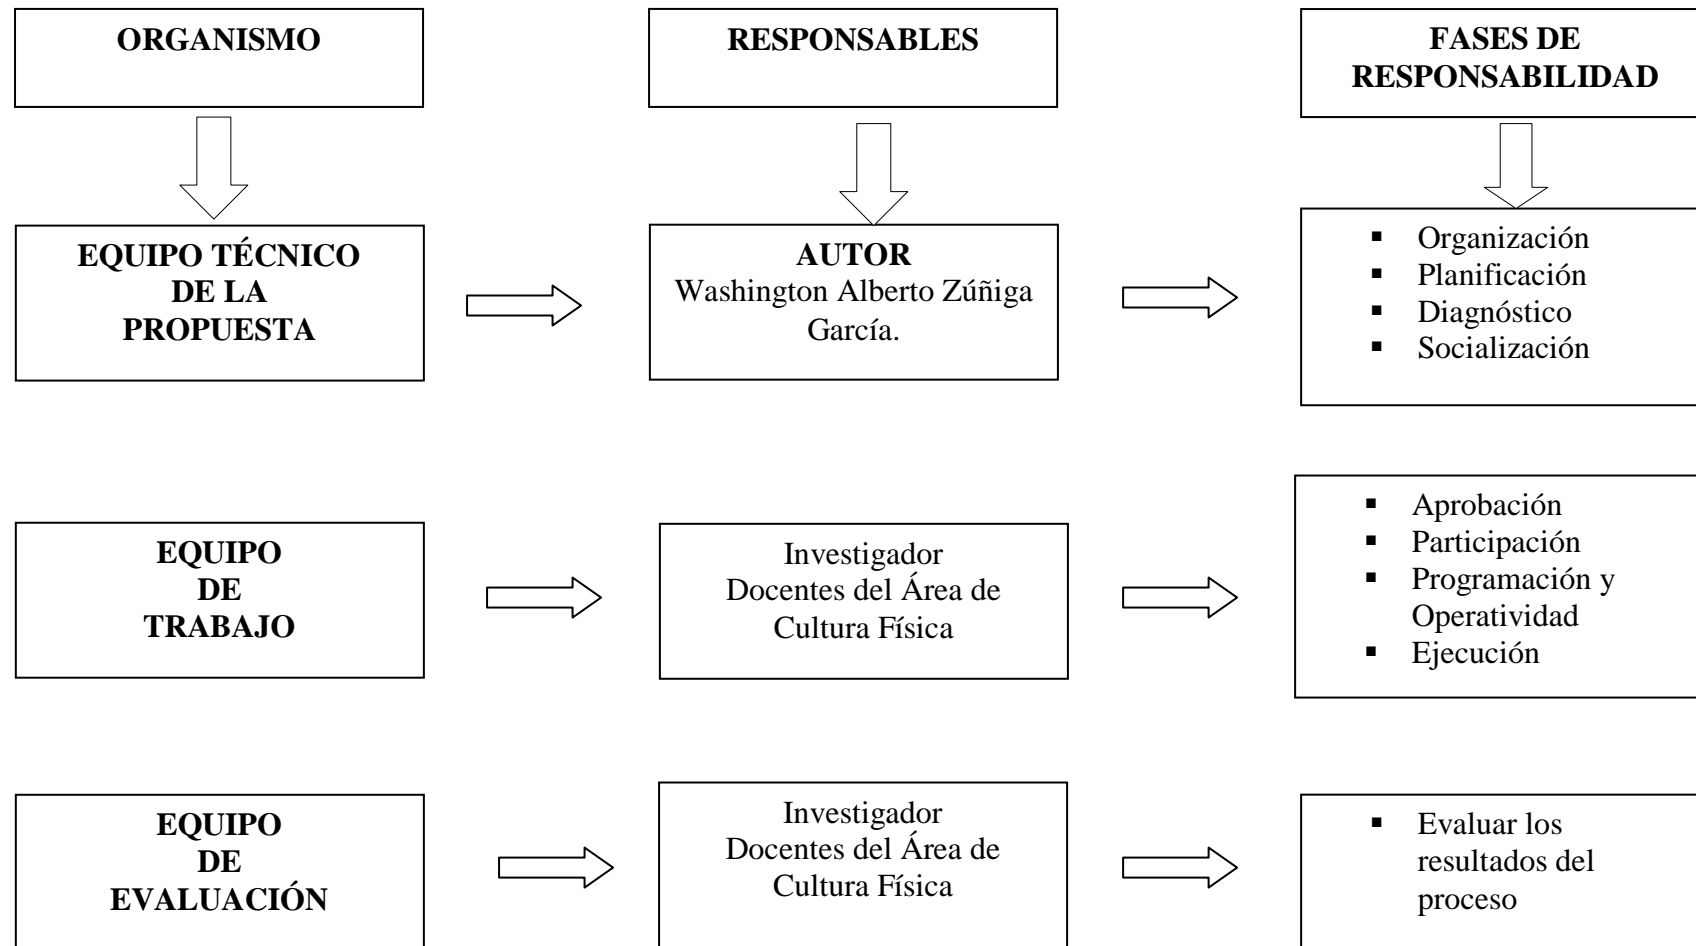 ORGANISMO
RESPONSABLES
FASES DE
RESPONSABILIDAD
EQUIPO TÉCNICO
DE LA
PROPUESTA
AUTOR
Washington Alberto Zúñiga
García.
▪ Organización
▪ Planificación
▪ Diagnóstico
▪ Socialización
EQUIPO
DE
TRABAJO
Investigador
Docentes del Área de
Cultura Física
▪ Aprobación
▪ Participación
▪ Programación y
Operatividad
▪ Ejecución
EQUIPO
DE
EVALUACIÓN
Investigador
Docentes del Área de
Cultura Física
▪ Evaluar los
resultados del
proceso